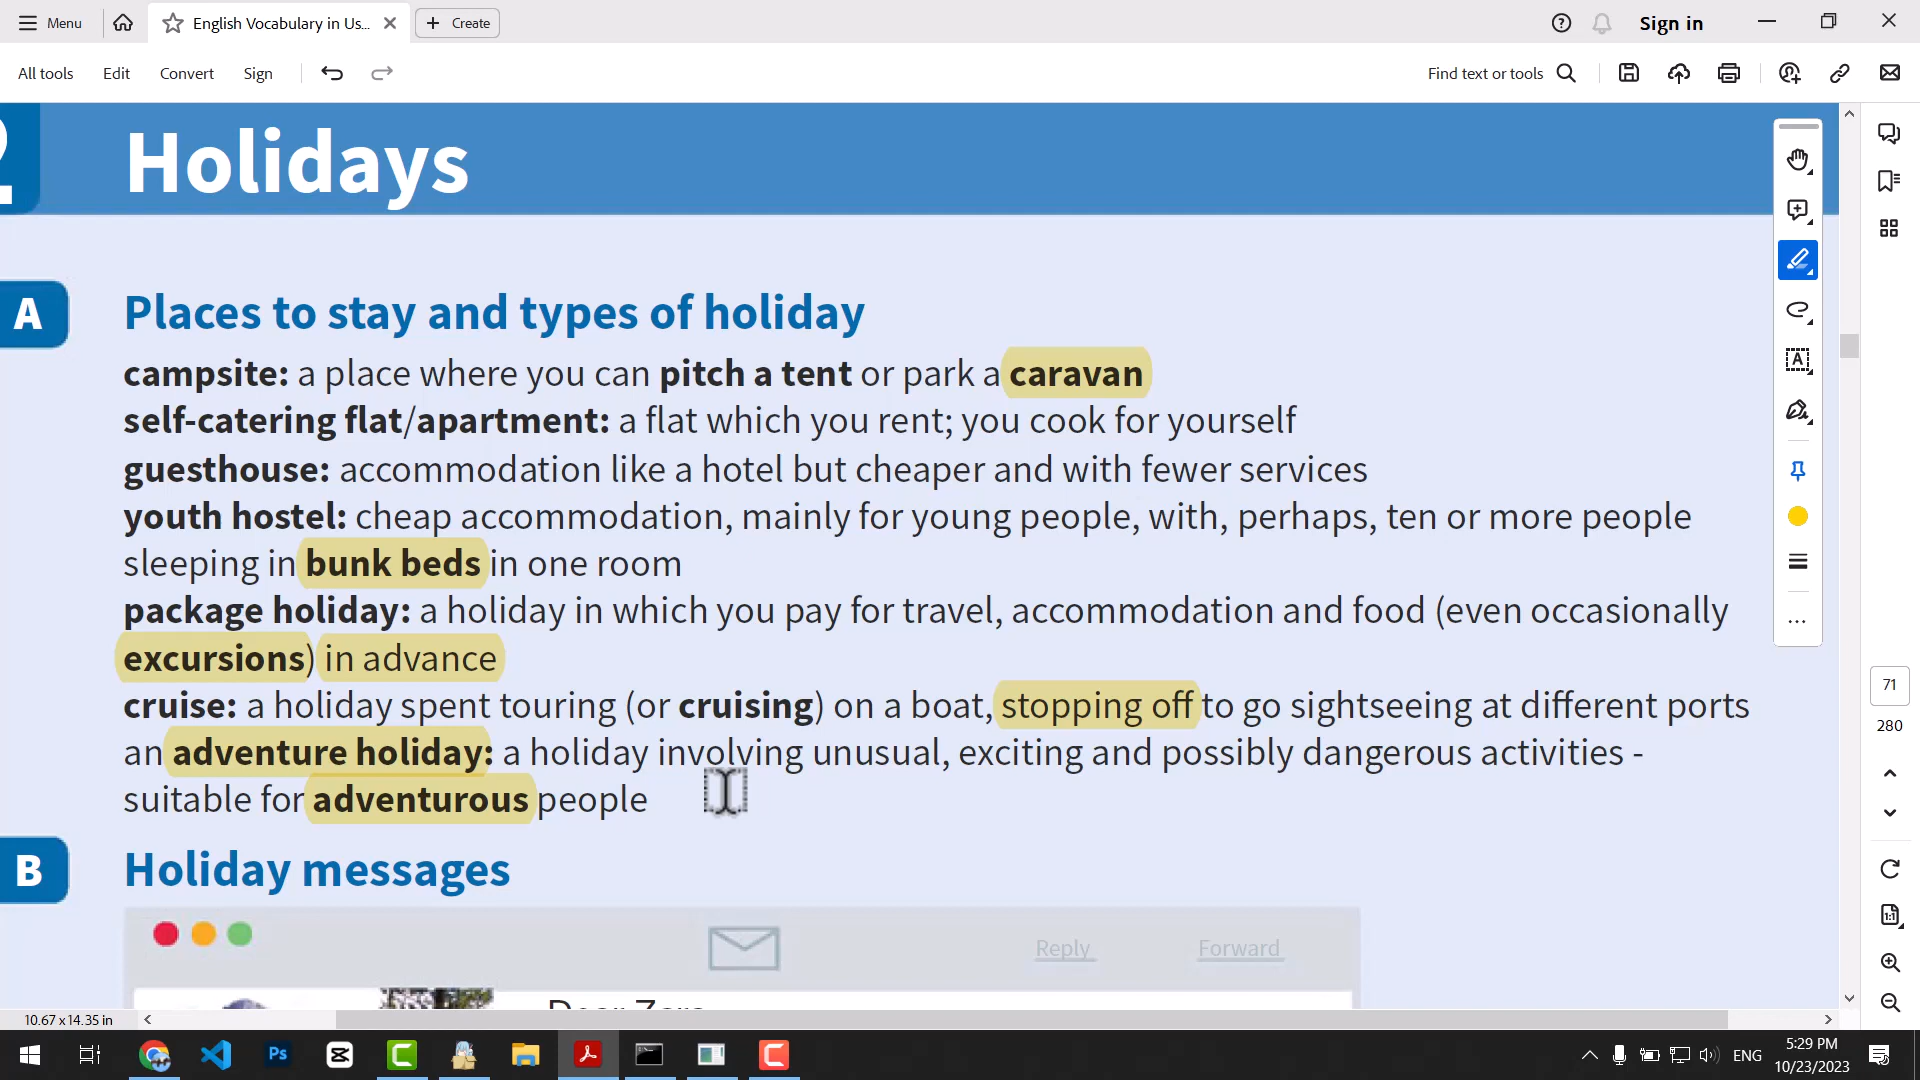 Menu
English Vocabulary in Us...
Create
Sign in
All tools
Edit
Convert
Sign
Find text or tools
2
Holidays
A
Places to stay and types of holiday
campsite: a place where you can pitch a tent or park a caravan
self-catering flat/apartment: a flat which you rent; you cook for yourself
guesthouse: accommodation like a hotel but cheaper and with fewer services
youth hostel: cheap accommodation, mainly for young people, with, perhaps, ten or more people
sleeping in bunk beds in one room
package holiday: a holiday in which you pay for travel, accommodation and food (even occasionally
excursions) in advance
cruise: a holiday spent touring (or cruising) on a boat, stopping off to go sightseeing at different ports
an adventure holiday: a holiday involving unusual, exciting and possibly dangerous activities -
suitable for adventurous people
B
Holiday messages
Reply
Forward
Dear Zara
71
280
10.67 x 14.35 in
ENG
5:29 PM
10/23/2023